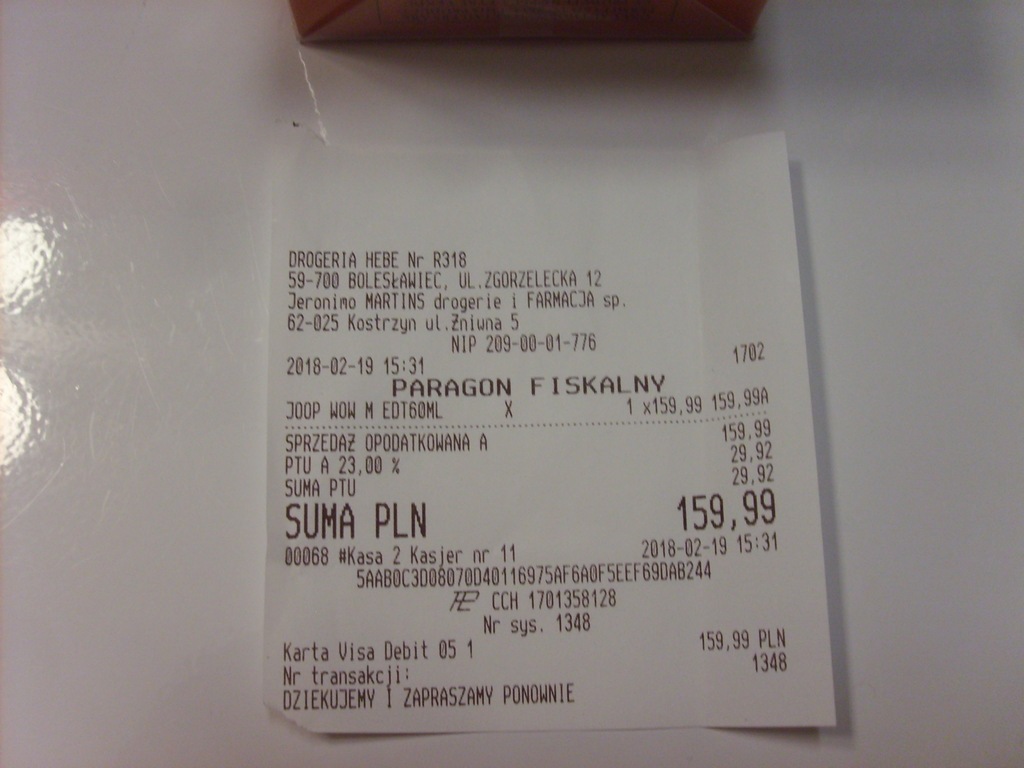 DROGERIA HEBE Nr R318
59-700 BOLESŁAWIEC, UL.ZGORZELECKA 12
Jeronimo MARTINS drogerie i FARMACJA sp.
62-025 Kostrzyn ul.Żniwna 5
NIP 209-00-01-776
2018-02-19 15:31 1702
PARAGON FISKALNY
JOOP WOW M EDT60ML X 1 x159,99 159,99A
SPRZEDAŻ OPODATKOWANA A 159,99
PTU A 23,00 % 29,92
SUMA PTU 29,92
SUMA PLN 159,99
00068 #Kasa 2 Kasjer nr 11 2018-02-19 15:31
5AAB0C3D08070D40116975AF6A0F5EEF69DAB244
CCH 1701358128
Nr sys. 1348
Karta Visa Debit 05 1 159,99 PLN
Nr transakcji: 1348
DZIEKUJEMY I ZAPRASZAMY PONOWNIE